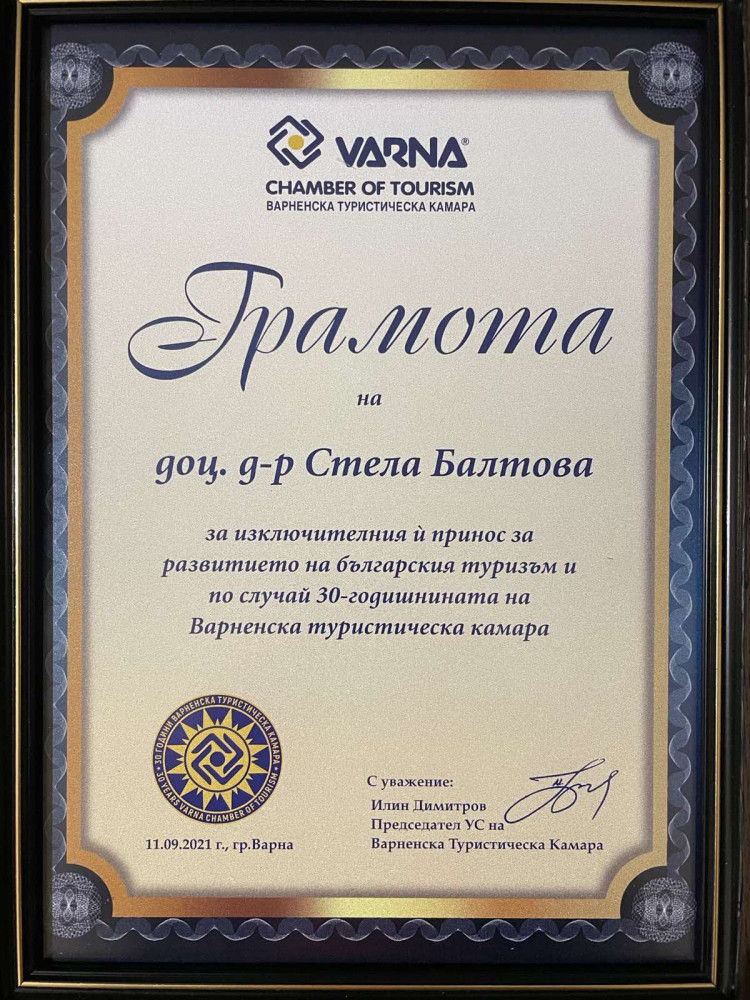 VARNA®
CHAMBER OF TOURISM
ВАРНЕНСКА ТУРИСТИЧЕСКА КАМАРА
Грамота
на
доц. д-р Стела Балтова
за изключителния ѝ принос за
развитието на българския туризъм и
по случай 30-годишнината на
Варненска туристическа камара
30 ГОДИНИ ВАРНЕНСКА ТУРИСТИЧЕСКА КАМАРА
30 YEARS VARNA CHAMBER OF TOURISM
11.09.2021 г., гр.Варна
С уважение:
Илин Димитров
Председател УС на
Варненска Туристическа Камара